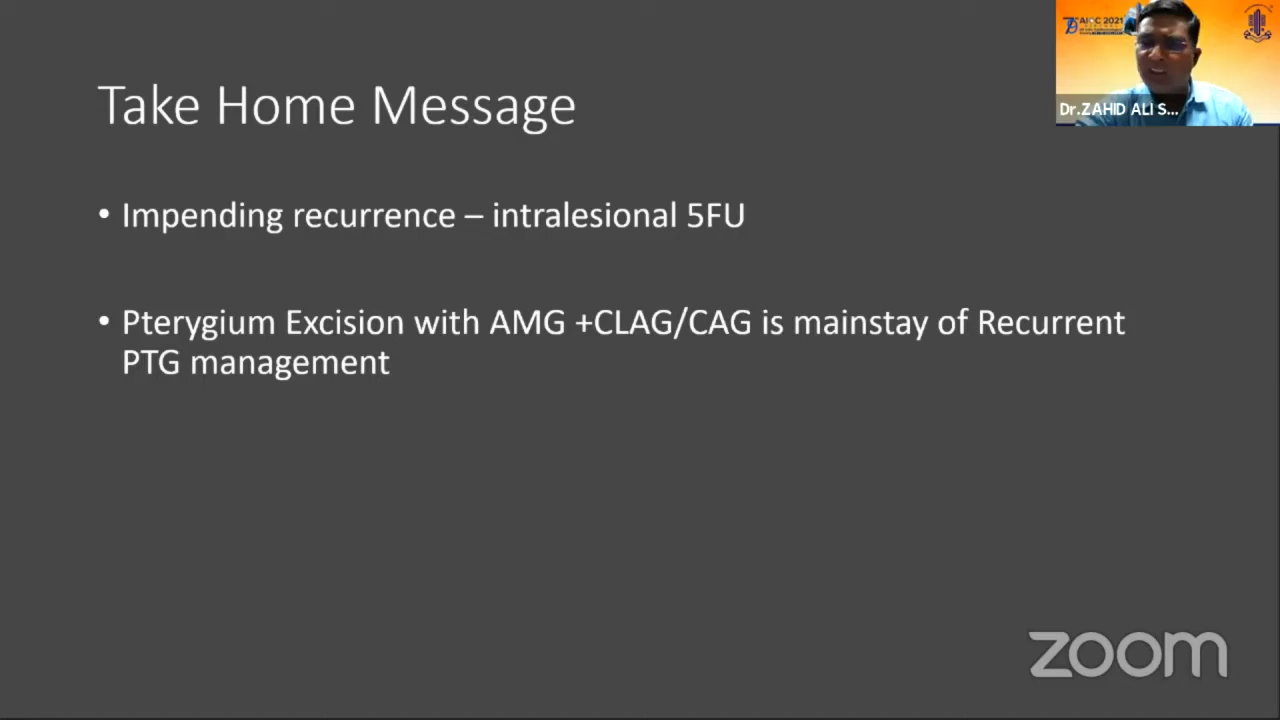 Take Home Message
• Impending recurrence – intralesional 5FU
• Pterygium Excision with AMG +CLAG/CAG is mainstay of Recurrent
PTG management
AIOC 2021
Dr.ZAHID ALI S...
zoom